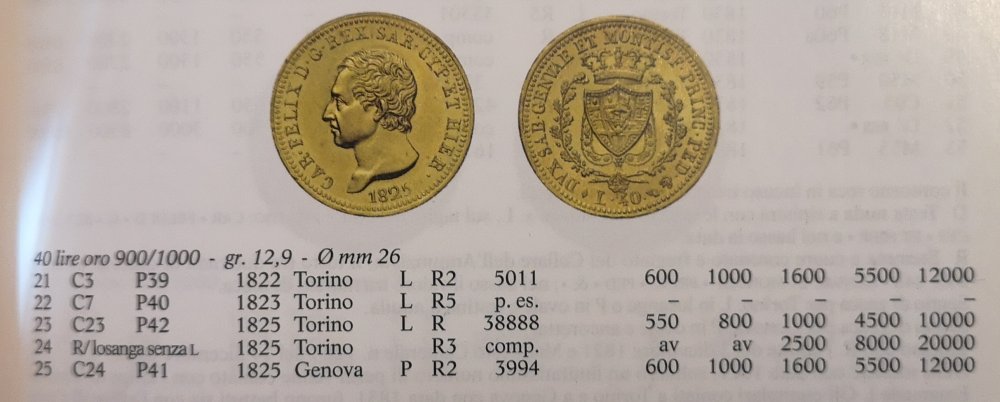 CAR·FELIX D·G·REX SAR·CYP·ET HIER·
1825
DVX SAB·GENVAE ET MONTISF·PRINC·PED·&·
L·40
40 lire oro 900/1000 - gr. 12,9 - Ø mm 26
21 C3 P39 1822 Torino L R2 5011 600 1000 1600 5500 12000
22 C7 P40 1823 Torino L R5 p. es. – – – – –
23 C23 P42 1825 Torino L R 38888 550 800 1000 4500 10000
24 R/ losanga senza L 1825 Torino R3 comp. av av 2500 8000 20000
25 C24 P41 1825 Genova P R2 3994 600 1000 1600 5500 12000